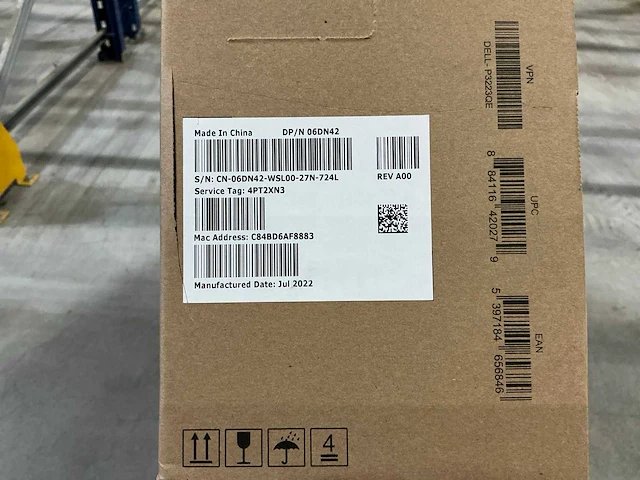 Made In China DP/N 06DN42
S/N: CN-06DN42-WSL00-27N-724L REV A00
Service Tag: 4PT2XN3
Mac Address: C84BD6AF8883
Manufactured Date: Jul 2022
VPN
DELL- P3223QE
UPC
8 84116 42027 9
EAN
5 397184 656846
4